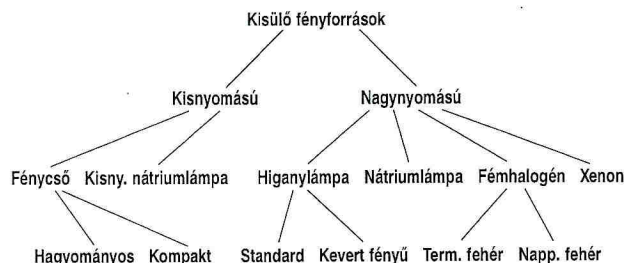 Kisülő fényforrások
Kisnyomású Nagynyomású
Fénycső Kisny. nátriumlámpa Higanylámpa Nátriumlámpa Fémhalogén Xenon
Hagyományos Kompakt Standard Kevert fényű Term. fehér Napp. fehér